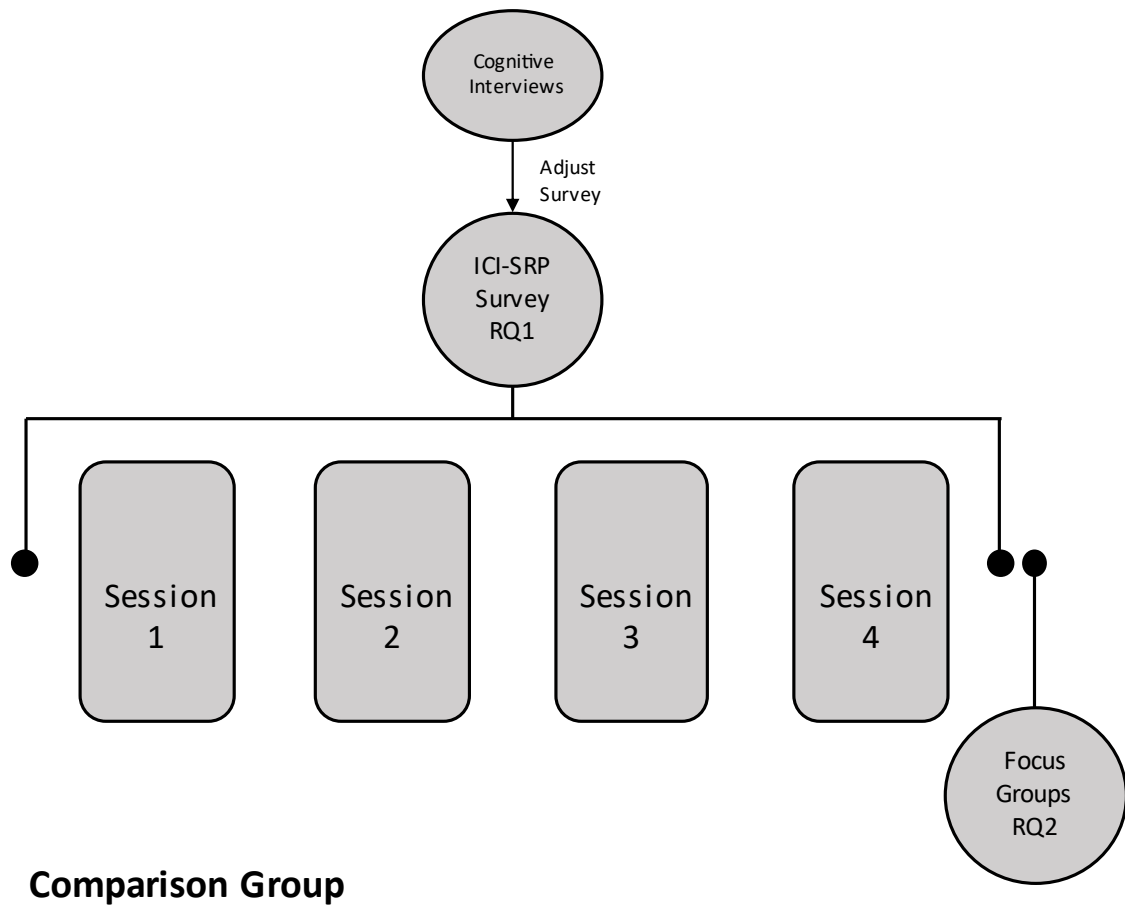 Cognitive
Interviews
Adjust
Survey
ICI-SRP
Survey
RQ1
Session
1
Session
2
Session
3
Session
4
Focus
Groups
RQ2
Comparison Group